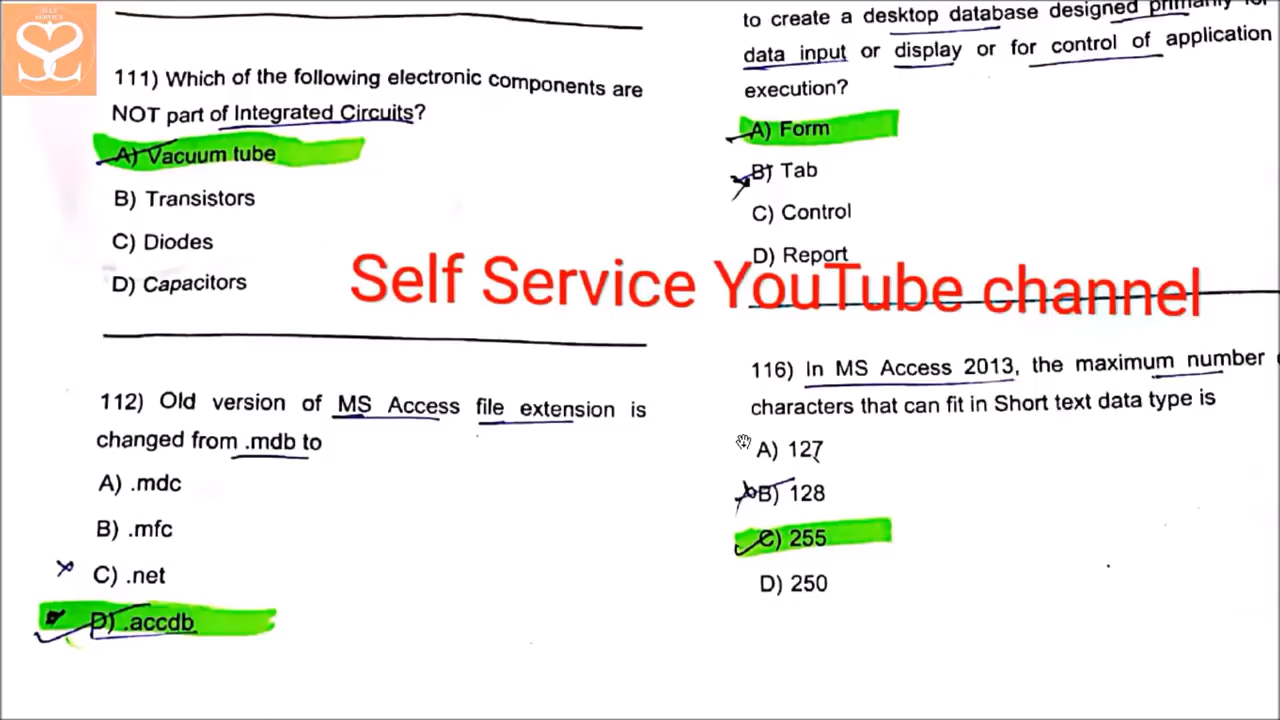 SELF
SERVICE
111) Which of the following electronic components are
NOT part of Integrated Circuits?
A) Vacuum tube
B) Transistors
C) Diodes
D) Capacitors
112) Old version of MS Access file extension is
changed from .mdb to
A) .mdc
B) .mfc
C) .net
D) .accdb
to create a desktop database designed primarily for
data input or display or for control of application
execution?
A) Form
B) Tab
C) Control
D) Report
Self Service YouTube channel
116) In MS Access 2013, the maximum number
characters that can fit in Short text data type is
A) 127
B) 128
C) 255
D) 250